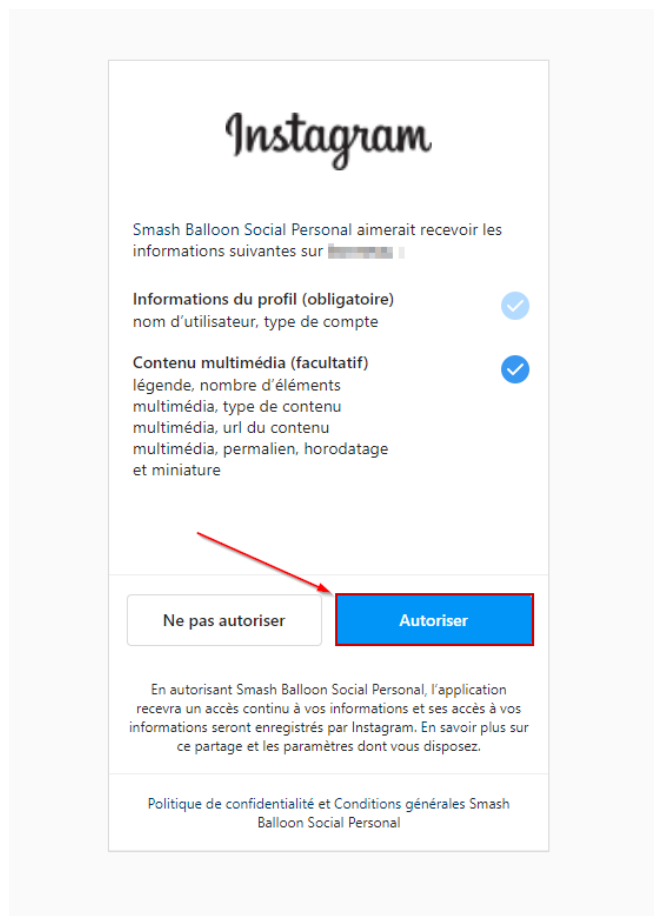 Instagram
Smash Balloon Social Personal aimerait recevoir les
informations suivantes sur
Informations du profil (obligatoire)
nom d'utilisateur, type de compte
Contenu multimédia (facultatif)
légende, nombre d'éléments
multimédia, type de contenu
multimédia, url du contenu
multimédia, permalien, horodatage
et miniature
Ne pas autoriser
Autoriser
En autorisant Smash Balloon Social Personal, l'application
recevra un accès continu à vos informations et ses accès à vos
informations seront enregistrés par Instagram. En savoir plus sur
ce partage et les paramètres dont vous disposez.
Politique de confidentialité et Conditions générales Smash
Balloon Social Personal